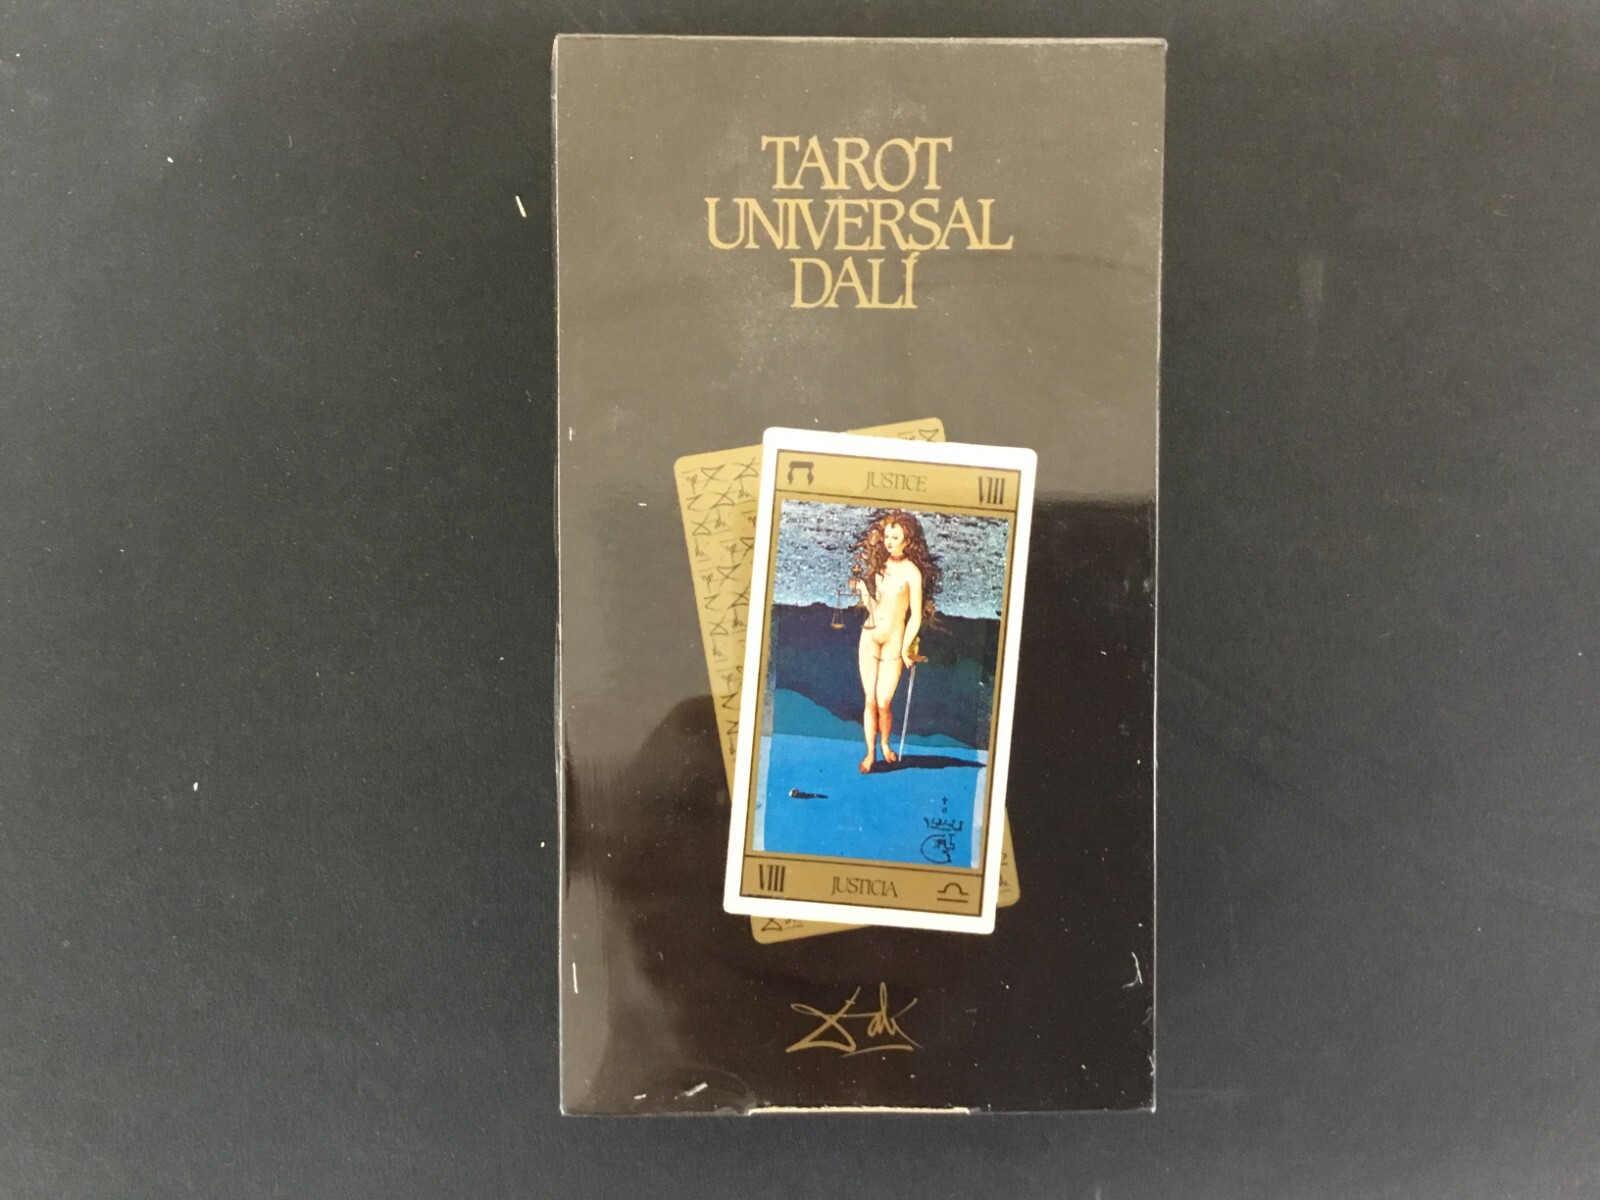 TAROT
UNIVERSAL
DALÍ
JUSTICE VIII
VIII JUSTICIA
Dalí